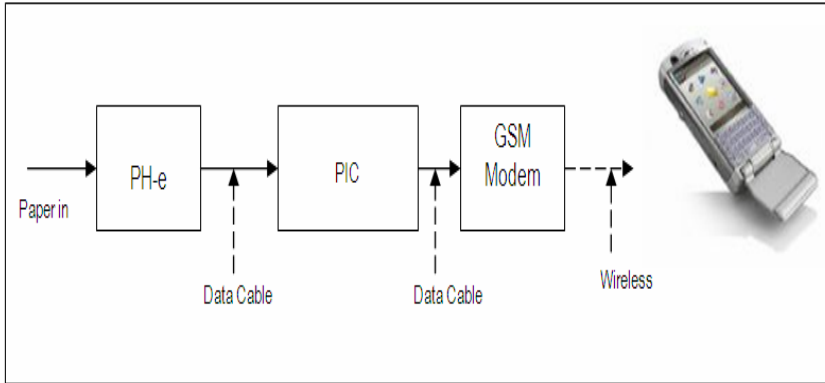 Paper in
PH-e
Data Cable
PIC
Data Cable
GSM
Modem
Wireless